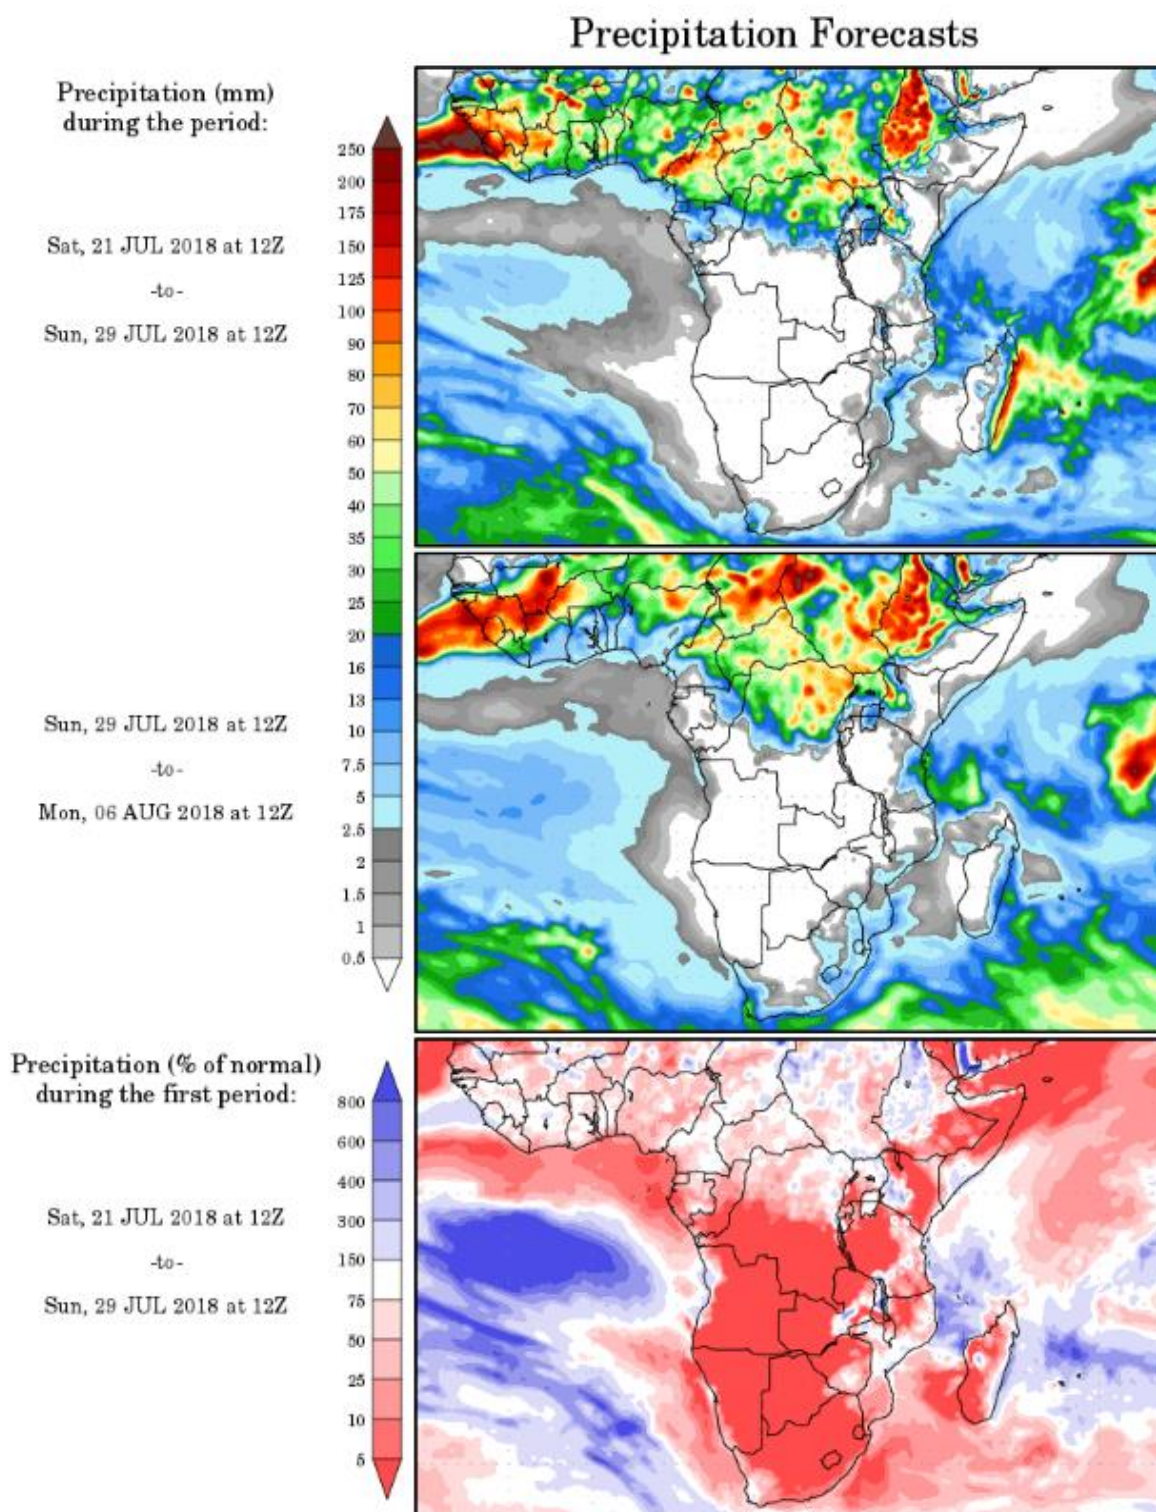 Precipitation Forecasts
Precipitation (mm)
during the period:
Sat, 21 JUL 2018 at 12Z
-to-
Sun, 29 JUL 2018 at 12Z
250
200
175
150
125
100
90
80
70
60
50
40
35
30
25
20
16
13
10
7.5
5
2.5
2
1.5
1
0.5
Sun, 29 JUL 2018 at 12Z
-to-
Mon, 06 AUG 2018 at 12Z
Precipitation (% of normal)
during the first period:
Sat, 21 JUL 2018 at 12Z
-to-
Sun, 29 JUL 2018 at 12Z
800
600
400
300
150
75
50
25
10
5